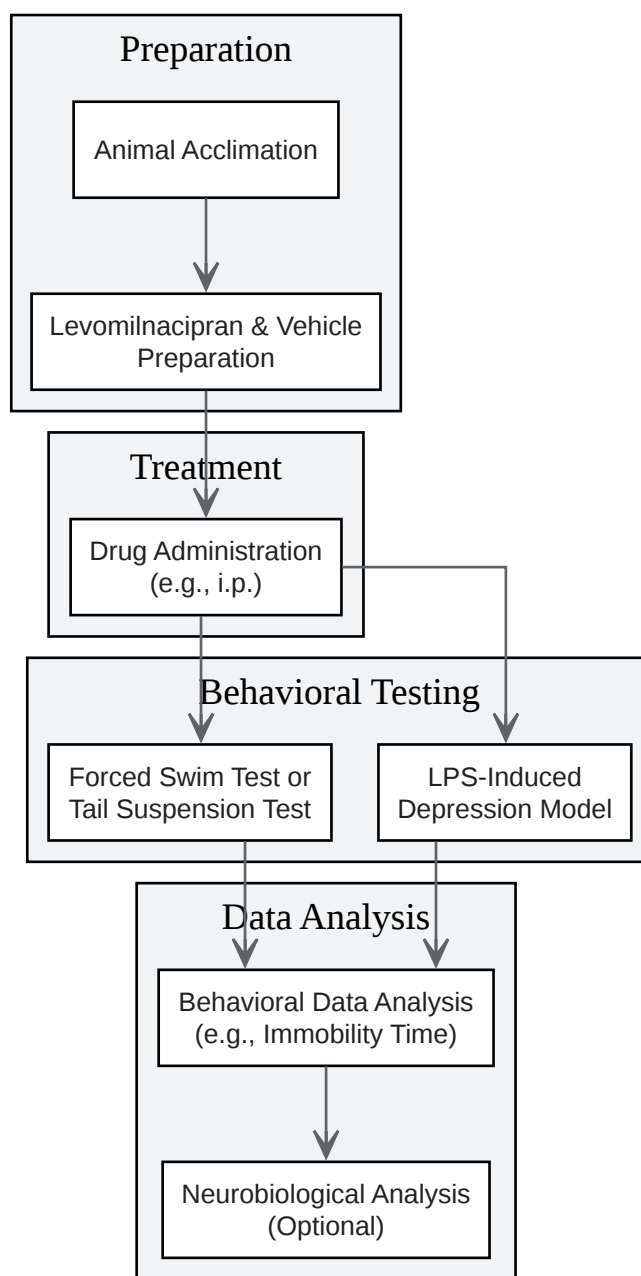 Preparation
Animal Acclimation
Levomilnacipran & Vehicle
Preparation
Treatment
Drug Administration
(e.g., i.p.)
Behavioral Testing
Forced Swim Test or
Tail Suspension Test
LPS-Induced
Depression Model
Data Analysis
Behavioral Data Analysis
(e.g., Immobility Time)
Neurobiological Analysis
(Optional)